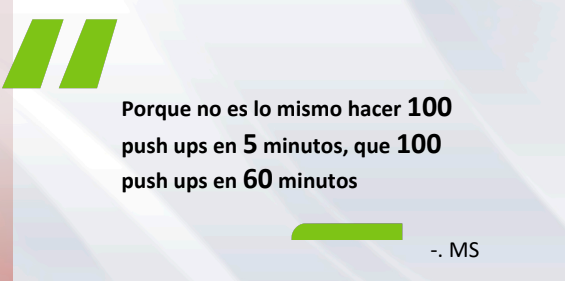 Porque no es lo mismo hacer 100
push ups en 5 minutos, que 100
push ups en 60 minutos
-. MS